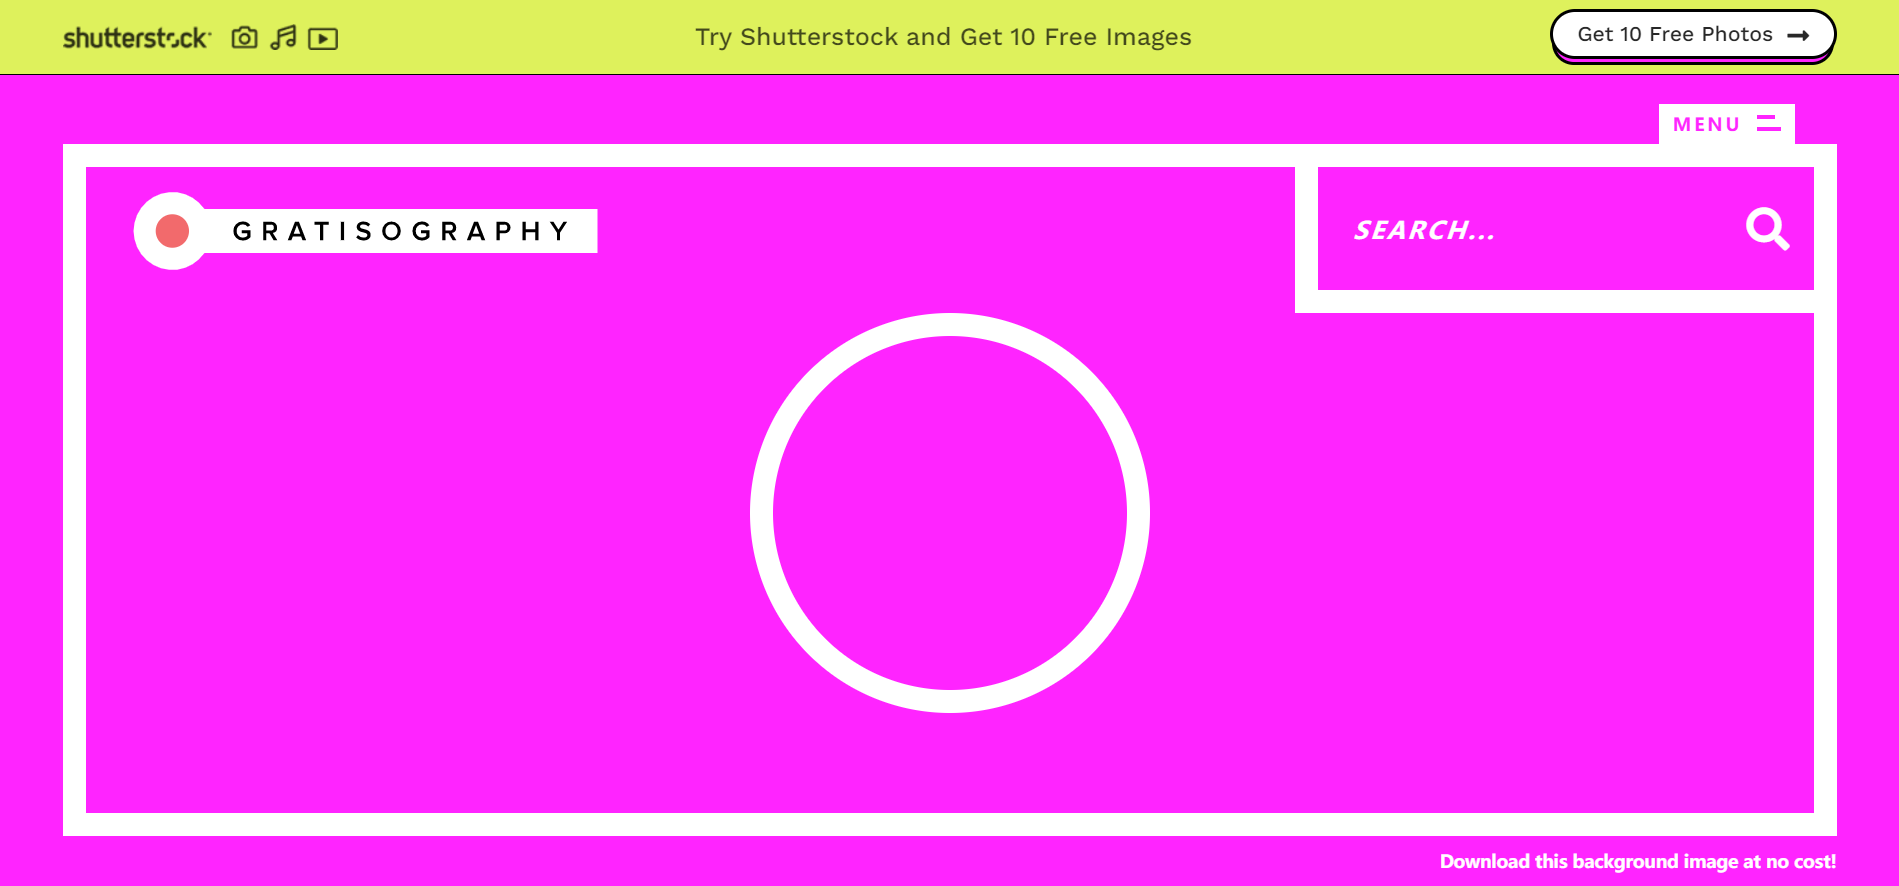 shutterstock
Try Shutterstock and Get 10 Free Images
Get 10 Free Photos
MENU
GRATISOGRAPHY
SEARCH...
Download this background image at no cost!